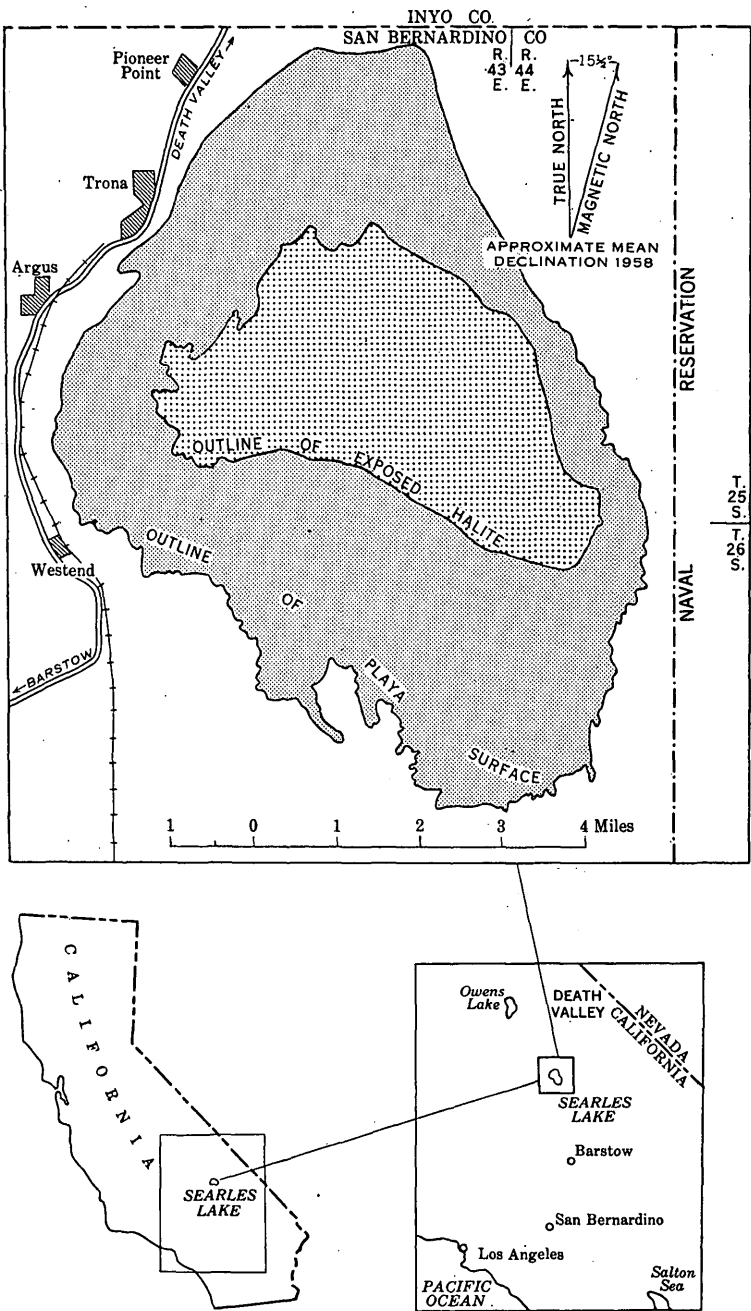 INYO CO.
SAN BERNARDINO CO
R. R.
43 44
E. E.
Pioneer
Point
DEATH VALLEY
15½°
TRUE NORTH
MAGNETIC NORTH
APPROXIMATE MEAN
DECLINATION 1958
Trona
Argus
RESERVATION
NAVAL
OUTLINE OF EXPOSED HALITE
T.
25
S.
T.
26
S.
OUTLINE OF PLAYA SURFACE
Westend
BARSTOW
1 0 1 2 3 4 Miles
CALIFORNIA
SEARLES
LAKE
Owens
Lake
DEATH
VALLEY
NEVADA
CALIFORNIA
SEARLES
LAKE
Barstow
San Bernardino
Los Angeles
PACIFIC
OCEAN
Salton
Sea